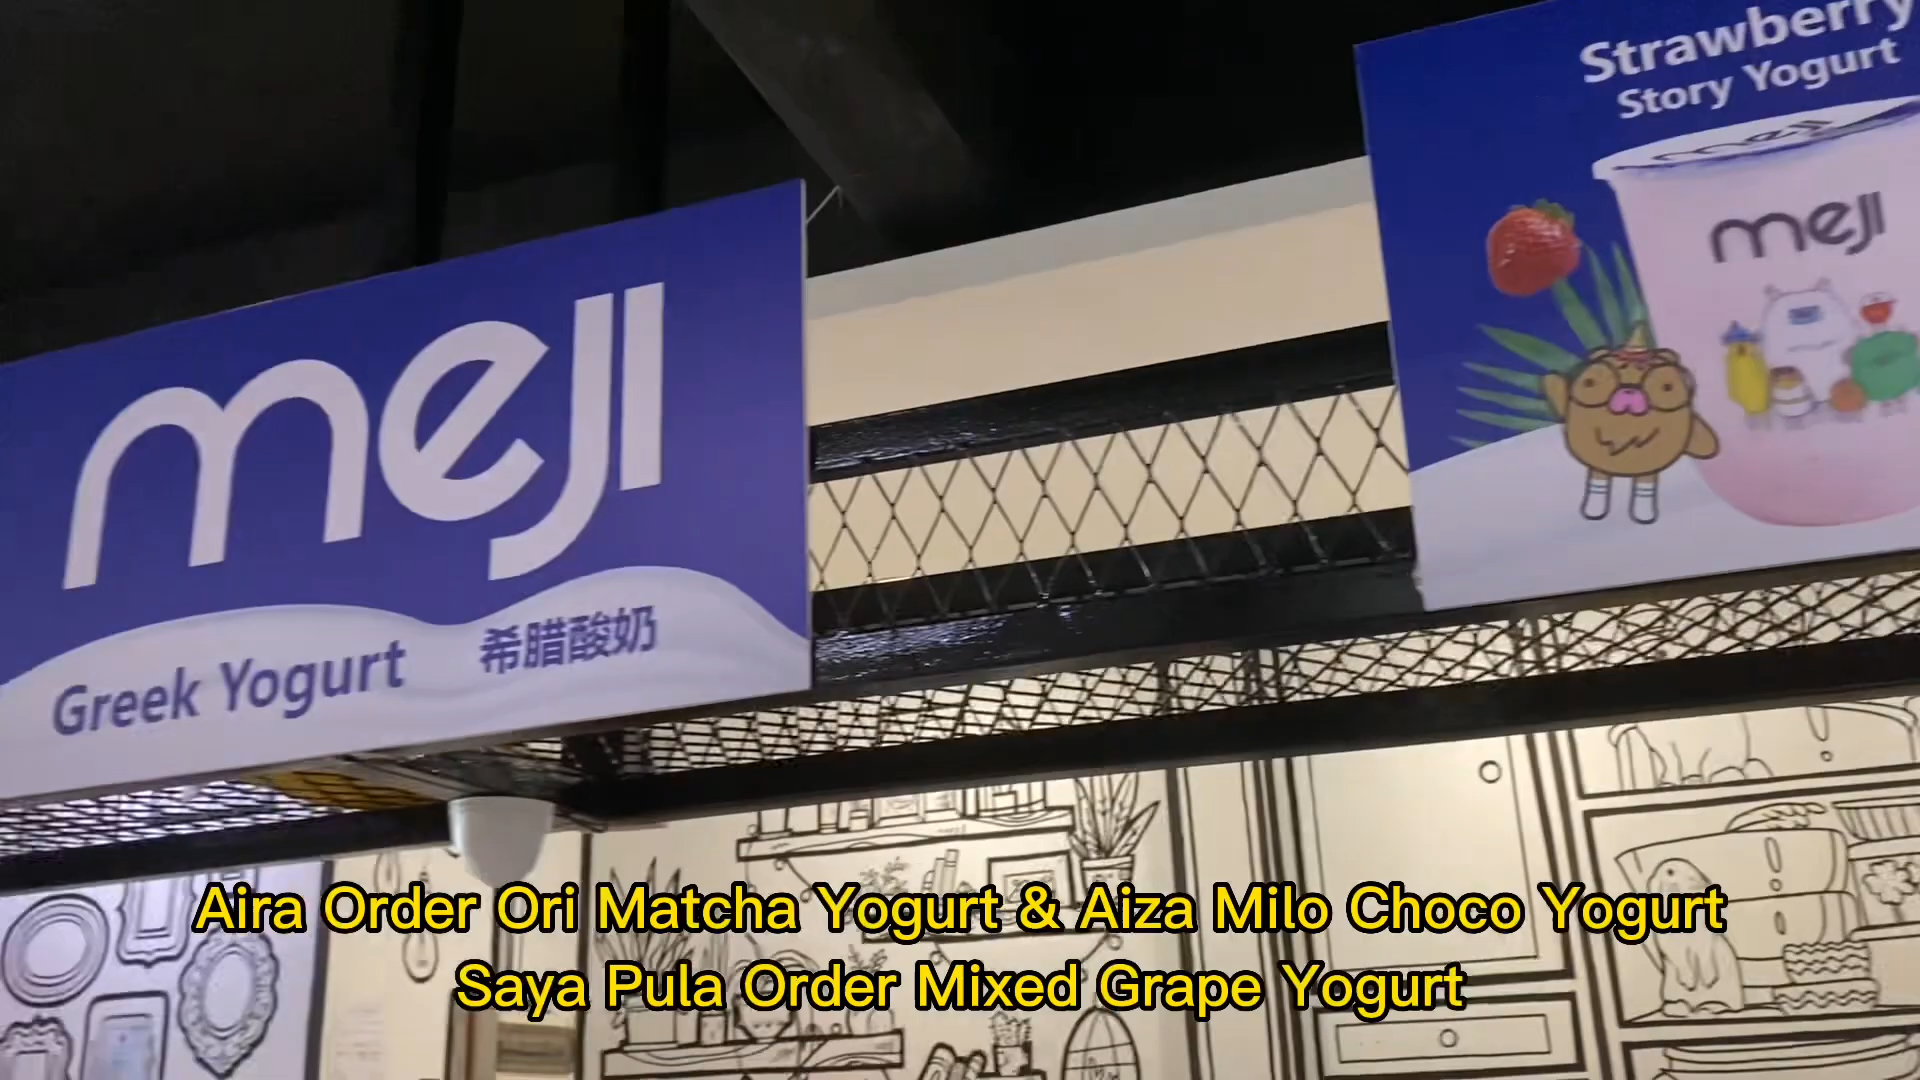 meJI
Greek Yogurt 希腊酸奶
Strawberry
Story Yogurt
meJI
meJI
Aira Order Ori Matcha Yogurt & Aiza Milo Choco Yogurt
Saya Pula Order Mixed Grape Yogurt